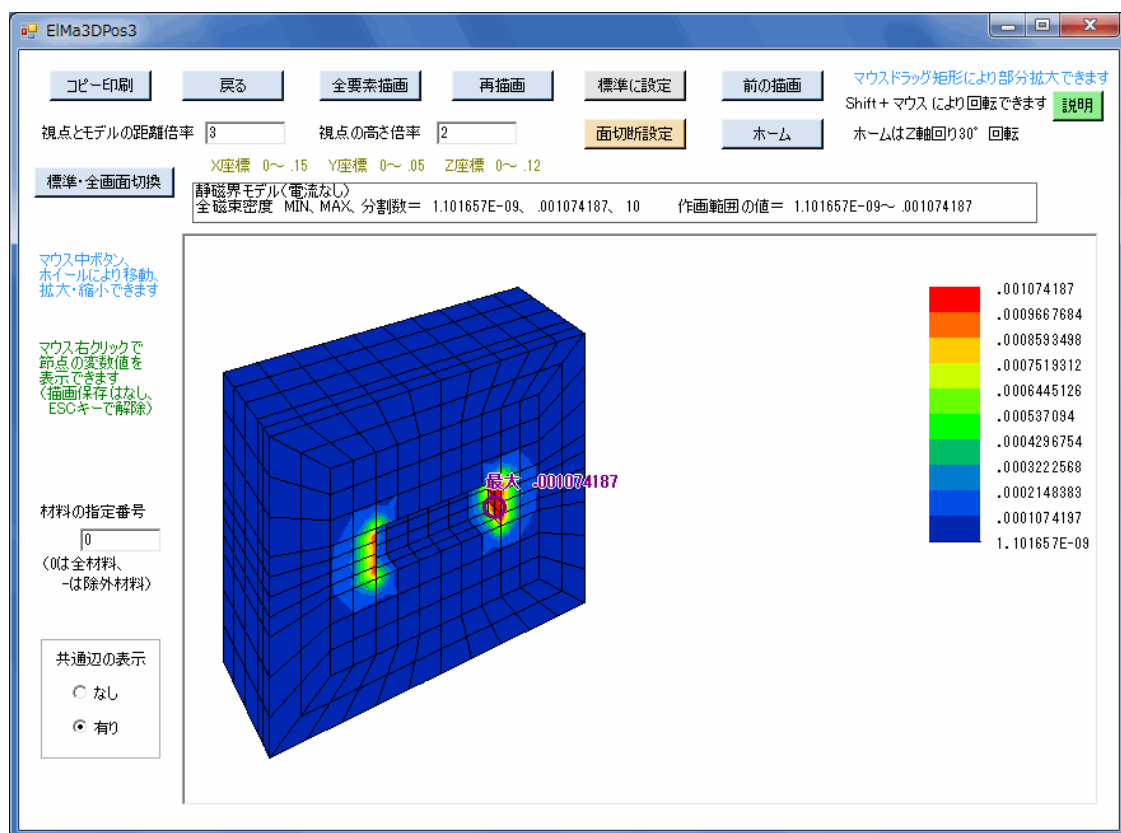 ElMa3DPos3
コピー印刷
戻る
全要素描画
再描画
標準に設定
前の描画
マウスドラッグ矩形により部分拡大できます
Shift+マウスにより回転できます
説明
視点とモデルの距離倍率
3
視点の高さ倍率
2
面切断設定
ホーム
ホームはZ軸回り30° 回転
標準・全画面切換
X座標 0~ .15 Y座標 0~ .05 Z座標 0~ .12
静磁界モデル(電流なし)
全磁束密度 MIN、MAX、分割数= 1.101657E-09、 .001074187、 10 作画範囲の値= 1.101657E-09~ .001074187
マウス中ボタン、
ホイールにより移動、
拡大・縮小できます
マウス右クリックで
節点の変数値を
表示できます
(描画保存はなし、
ESCキーで解除)
材料の指定番号
0
(0は全材料、
-は除外材料)
共通辺の表示
なし
有り
最大 .001074187
.001074187
.0009667684
.0008593498
.0007519312
.0006445126
.000537094
.0004296754
.0003222568
.0002148383
.0001074197
1.101657E-09